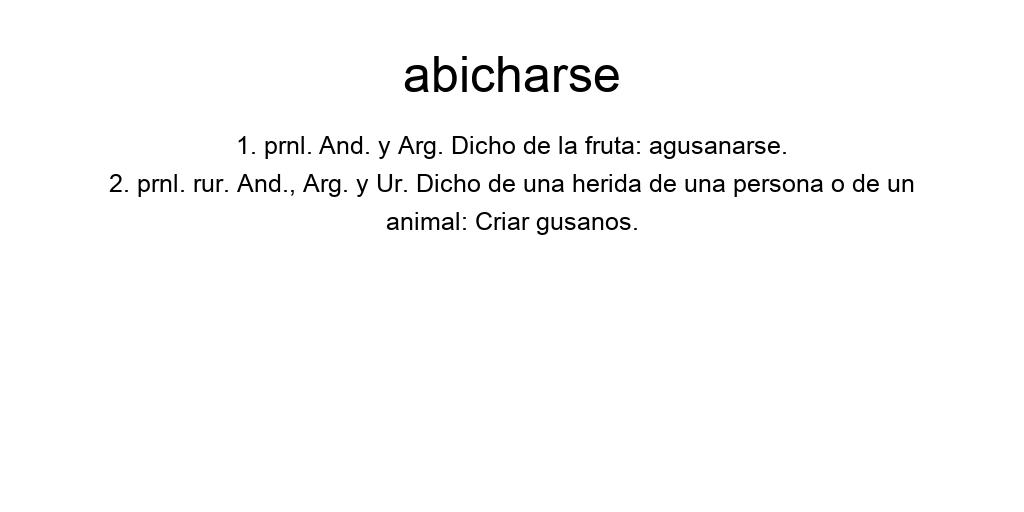 abicharse
1. prnl. And. y Arg. Dicho de la fruta: agusanarse.
2. prnl. rur. And., Arg. y Ur. Dicho de una herida de una persona o de un
animal: Criar gusanos.